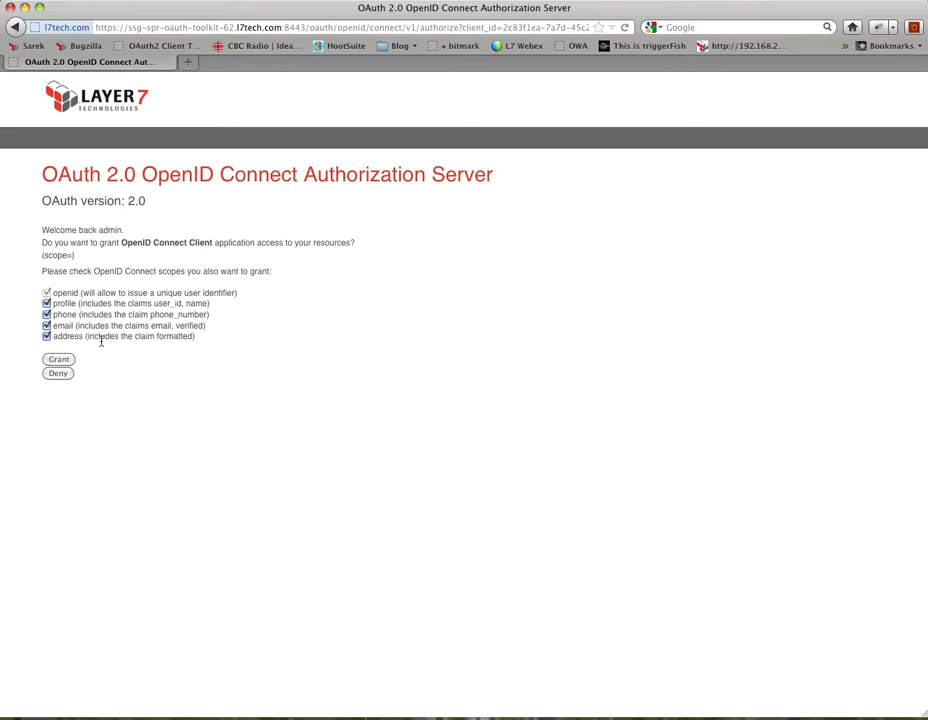 OAuth 2.0 OpenID Connect Authorization Server
l7tech.com https://ssg-spr-oauth-toolkit-62.l7tech.com:8443/oauth/openid/connect/v1/authorize?client_id=2c83f1ea-7a7d-45c2 Google
Sarek Bugzilla OAuth2 Client T... CBC Radio | Idea... HootSuite Blog + bitmark L7 Webex OWA This is triggerFish http://192.168.2... » Bookmarks
OAuth 2.0 OpenID Connect Aut... +
LAYER 7
TECHNOLOGIES
OAuth 2.0 OpenID Connect Authorization Server
OAuth version: 2.0
Welcome back admin.
Do you want to grant OpenID Connect Client application access to your resources?
(scope=)
Please check OpenID Connect scopes you also want to grant:
openid (will allow to issue a unique user identifier)
profile (includes the claims user_id, name)
phone (includes the claim phone_number)
email (includes the claims email, verified)
address (includes the claim formatted)
Grant
Deny